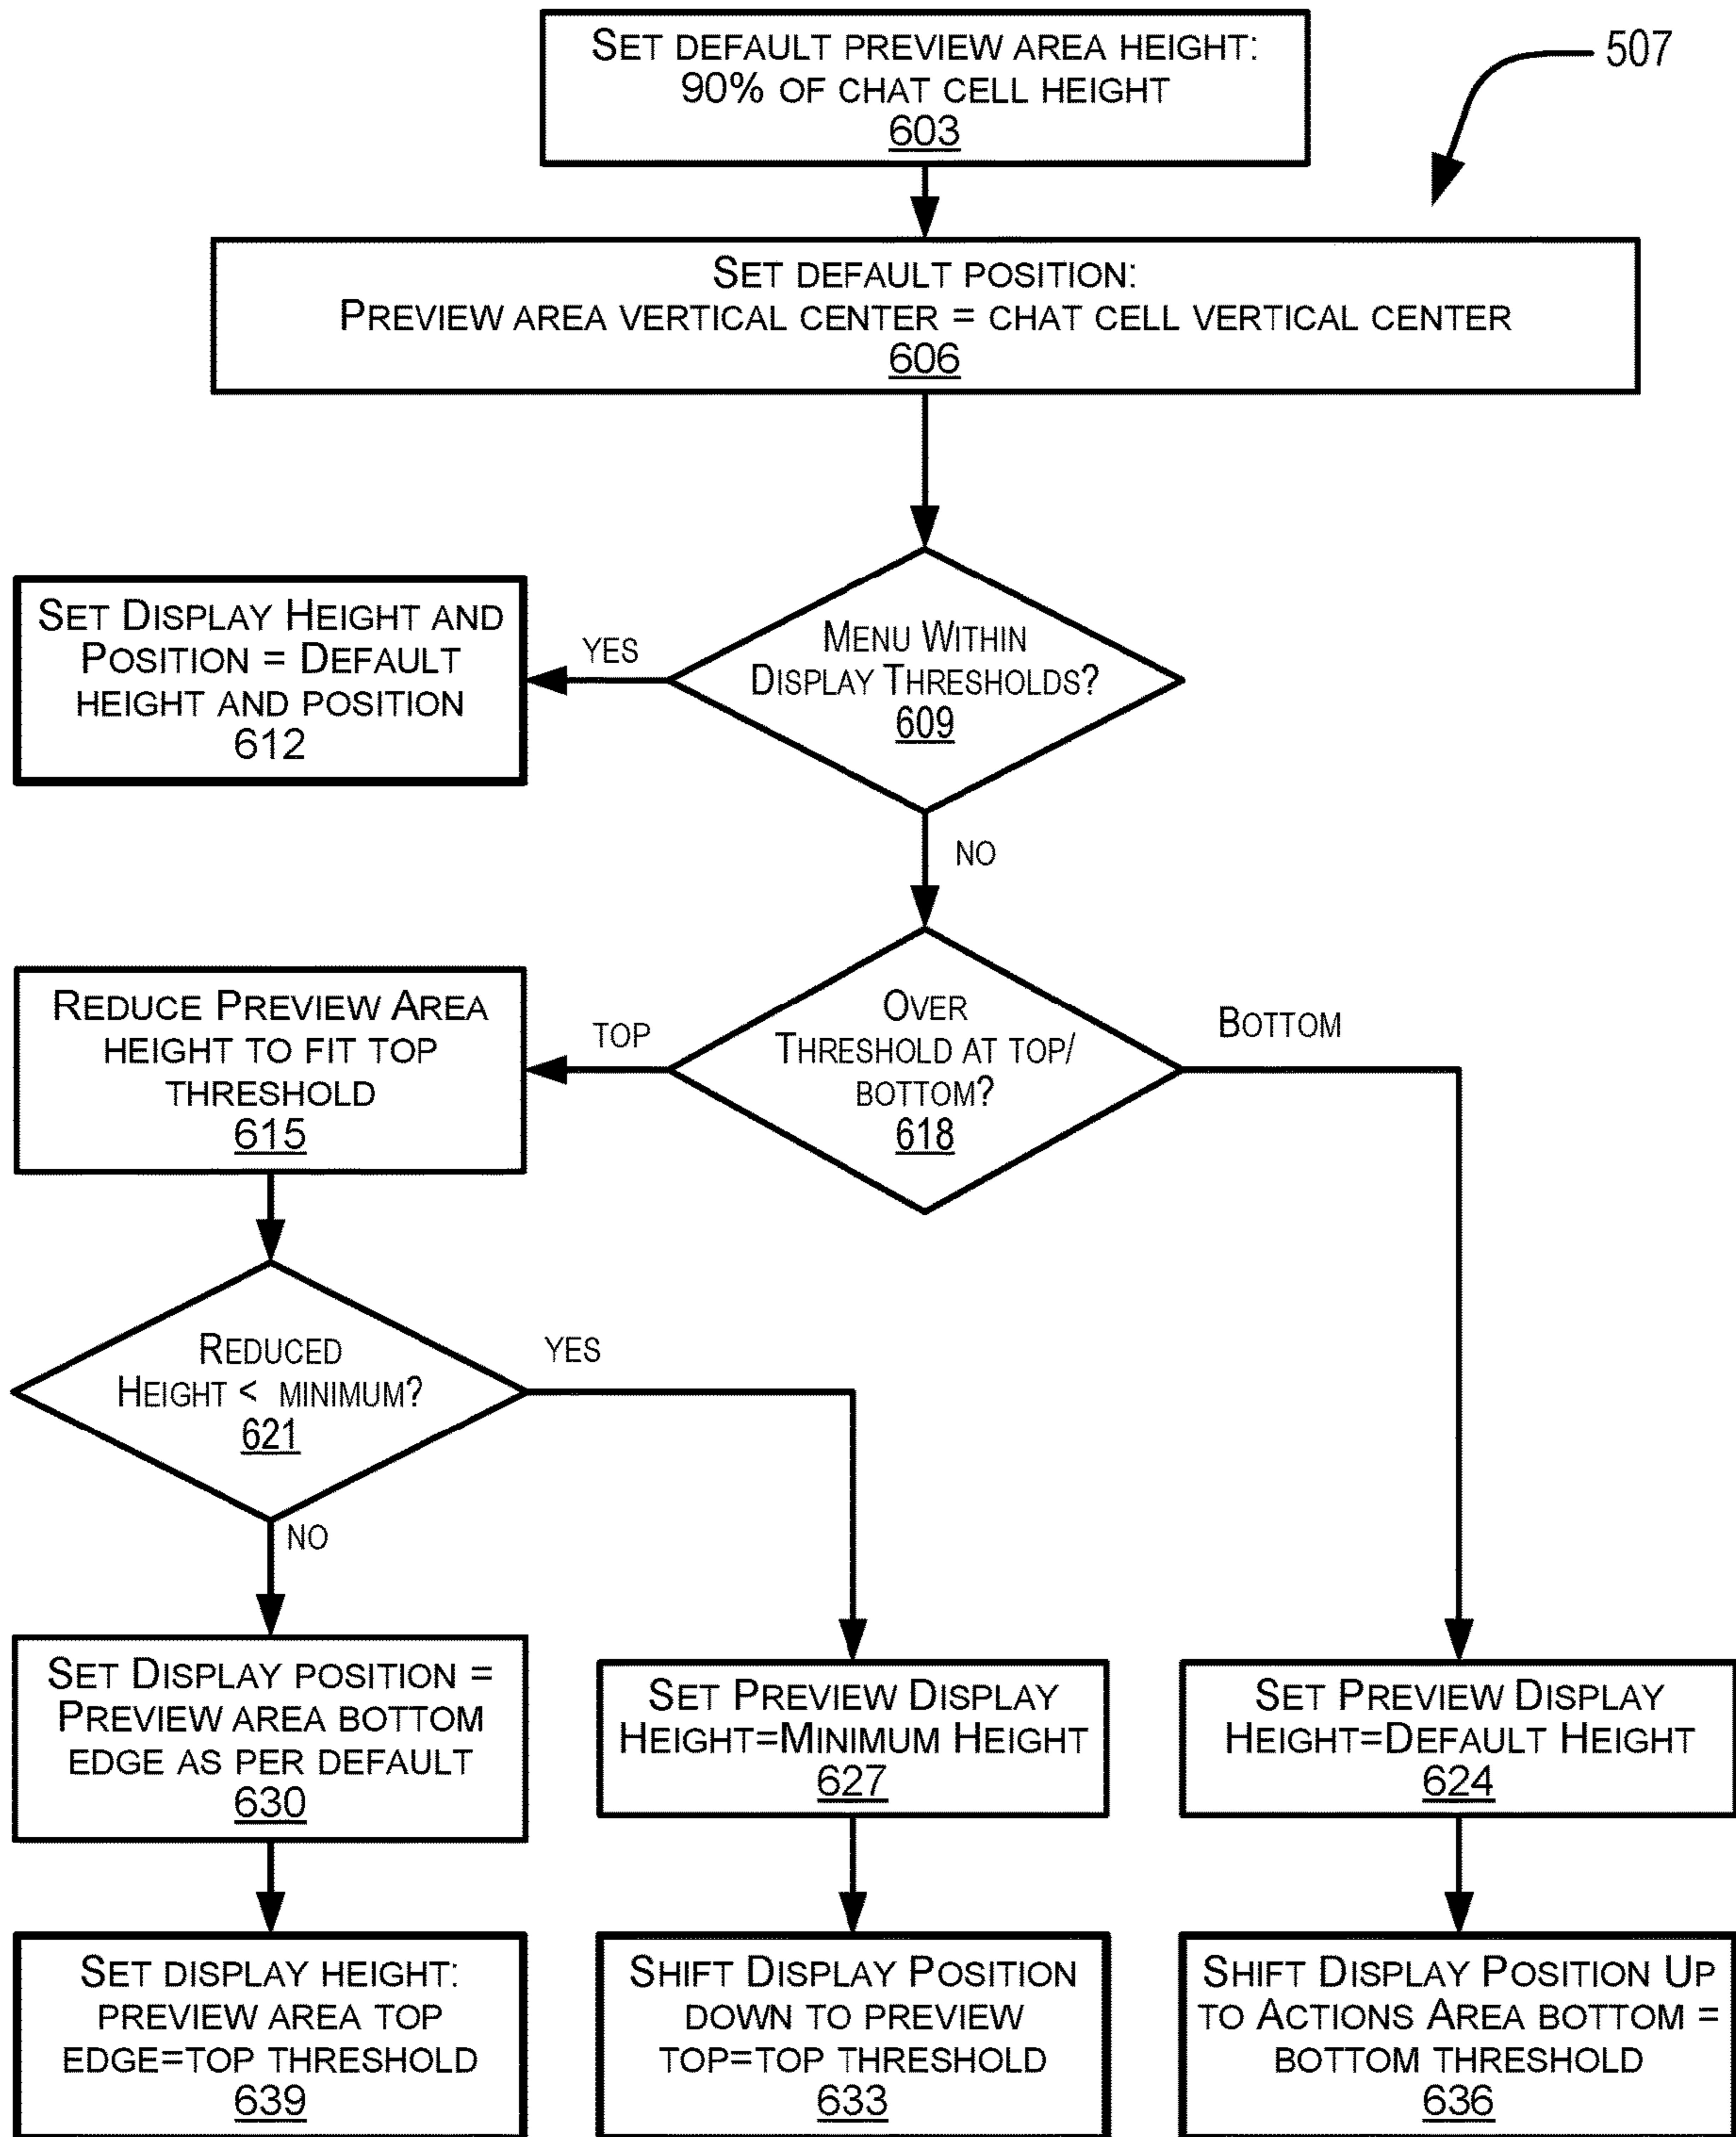 SET DEFAULT PREVIEW AREA HEIGHT:
90% OF CHAT CELL HEIGHT
603
507
SET DEFAULT POSITION:
PREVIEW AREA VERTICAL CENTER = CHAT CELL VERTICAL CENTER
606
SET DISPLAY HEIGHT AND
POSITION = DEFAULT
HEIGHT AND POSITION
612
YES
MENU WITHIN
DISPLAY THRESHOLDS?
609
NO
REDUCE PREVIEW AREA
HEIGHT TO FIT TOP
THRESHOLD
615
TOP
OVER
THRESHOLD AT TOP/
BOTTOM?
618
BOTTOM
REDUCED
HEIGHT < MINIMUM?
621
YES
NO
SET DISPLAY POSITION =
PREVIEW AREA BOTTOM
EDGE AS PER DEFAULT
630
SET PREVIEW DISPLAY
HEIGHT=MINIMUM HEIGHT
627
SET PREVIEW DISPLAY
HEIGHT=DEFAULT HEIGHT
624
SET DISPLAY HEIGHT:
PREVIEW AREA TOP
EDGE=TOP THRESHOLD
639
SHIFT DISPLAY POSITION
DOWN TO PREVIEW
TOP=TOP THRESHOLD
633
SHIFT DISPLAY POSITION UP
TO ACTIONS AREA BOTTOM =
BOTTOM THRESHOLD
636